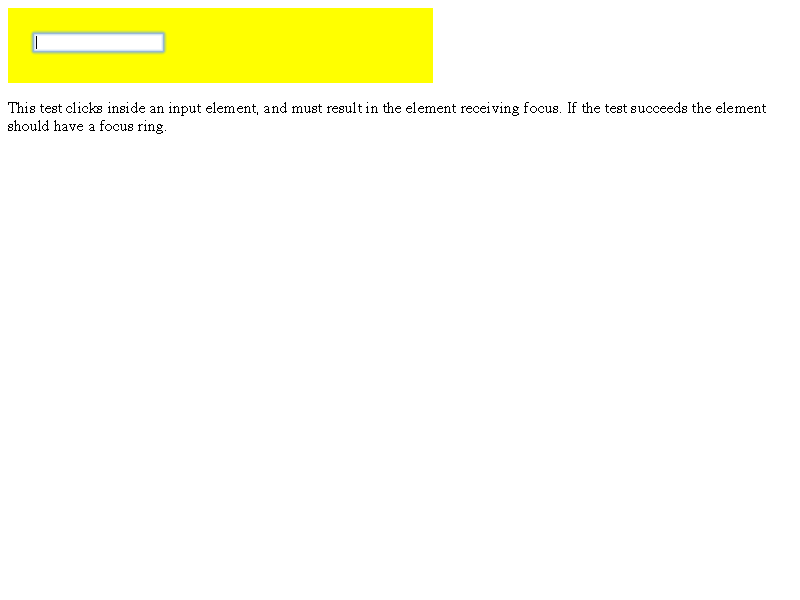 This test clicks inside an input element, and must result in the element receiving focus. If the test succeeds the element
should have a focus ring.